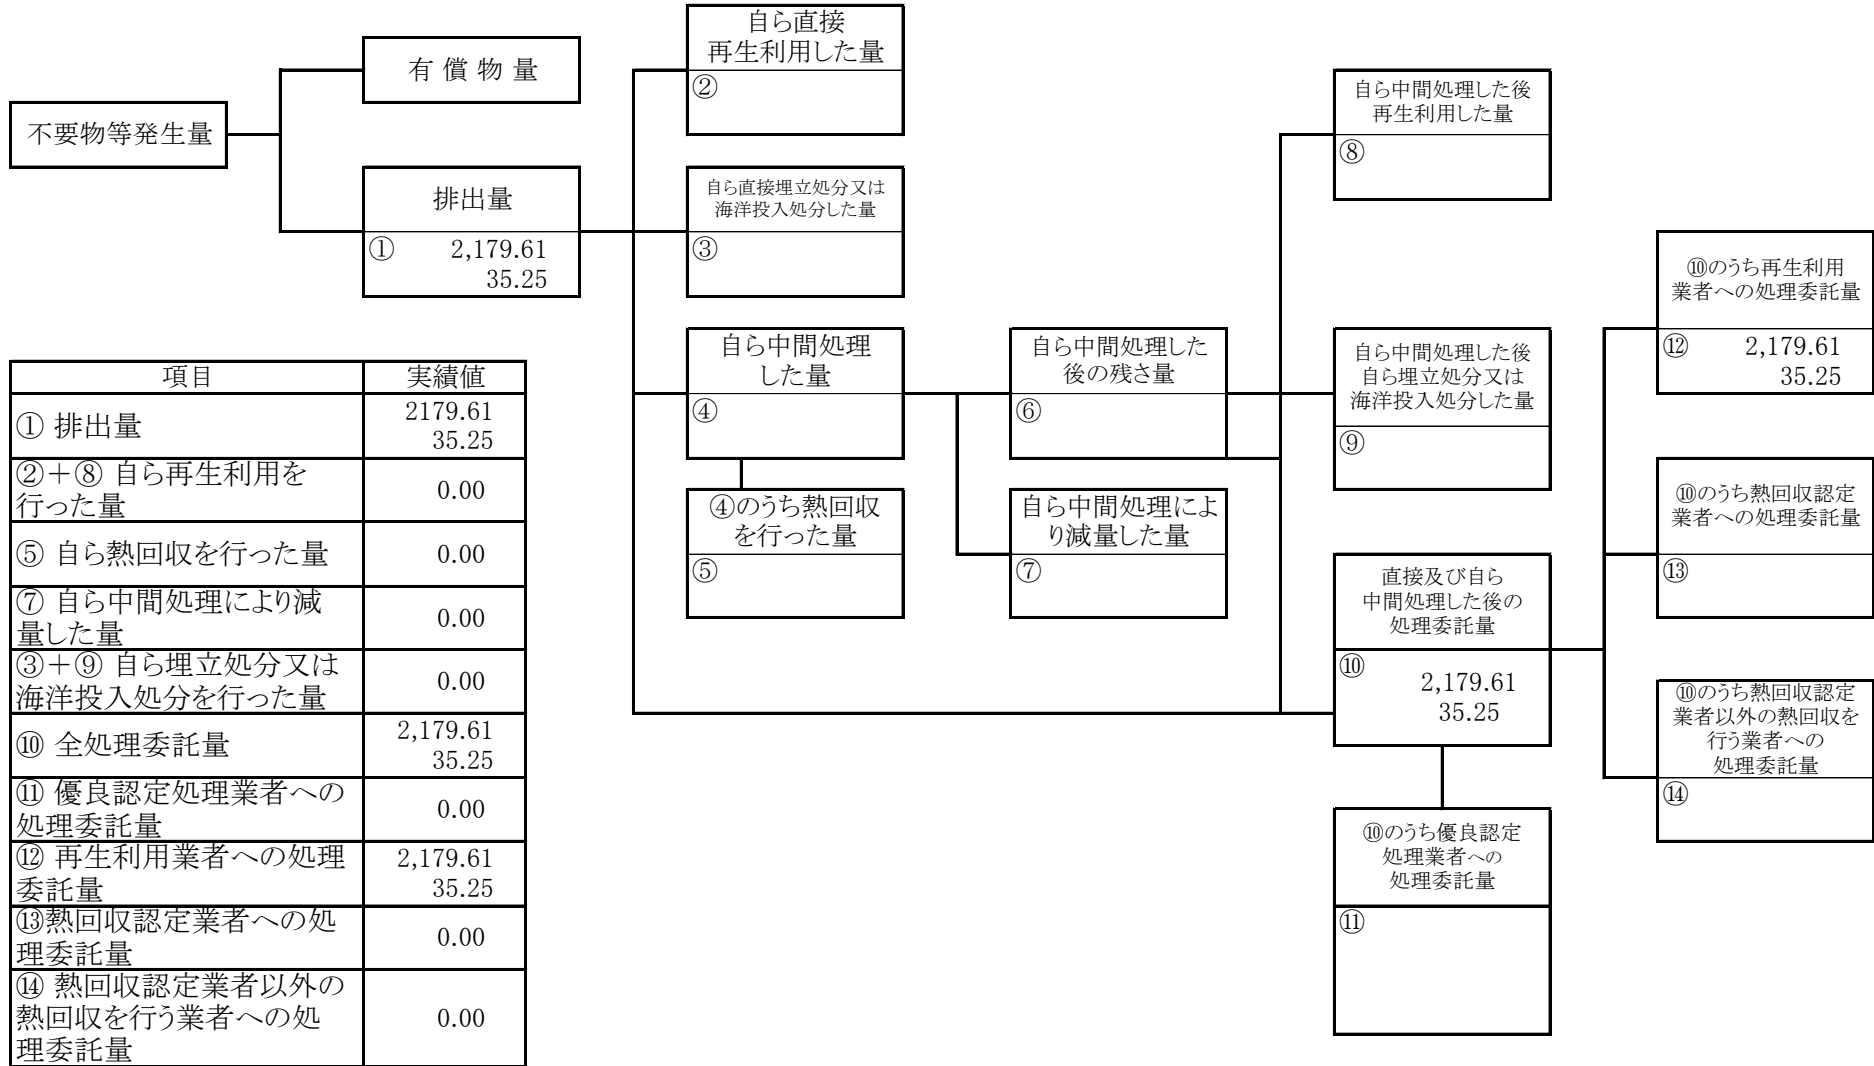 不要物等発生量
有償物量
排出量
① 2,179.61
35.25
自ら直接
再生利用した量
②
自ら直接埋立処分又は
海洋投入処分した量
③
自ら中間処理
した量
④
④のうち熱回収
を行った量
⑤
自ら中間処理した
後の残さ量
⑥
自ら中間処理によ
り減量した量
⑦
自ら中間処理した後
再生利用した量
⑧
自ら中間処理した後
自ら埋立処分又は
海洋投入処分した量
⑨
直接及び自ら
中間処理した後の
処理委託量
⑩
2,179.61
35.25
⑩のうち優良認定
処理業者への
処理委託量
⑪
⑩のうち再生利用
業者への処理委託量
⑫ 2,179.61
35.25
⑩のうち熱回収認定
業者への処理委託量
⑬
⑩のうち熱回収認定
業者以外の熱回収を
行う業者への
処理委託量
⑭
項目 実績値
① 排出量 2179.61
35.25
②＋⑧ 自ら再生利用を
行った量 0.00
⑤ 自ら熱回収を行った量 0.00
⑦ 自ら中間処理により減
量した量 0.00
③＋⑨ 自ら埋立処分又は
海洋投入処分を行った量 0.00
⑩ 全処理委託量 2,179.61
35.25
⑪ 優良認定処理業者への
処理委託量 0.00
⑫ 再生利用業者への処理
委託量 2,179.61
35.25
⑬熱回収認定業者への処
理委託量 0.00
⑭ 熱回収認定業者以外の
熱回収を行う業者への処
理委託量 0.00